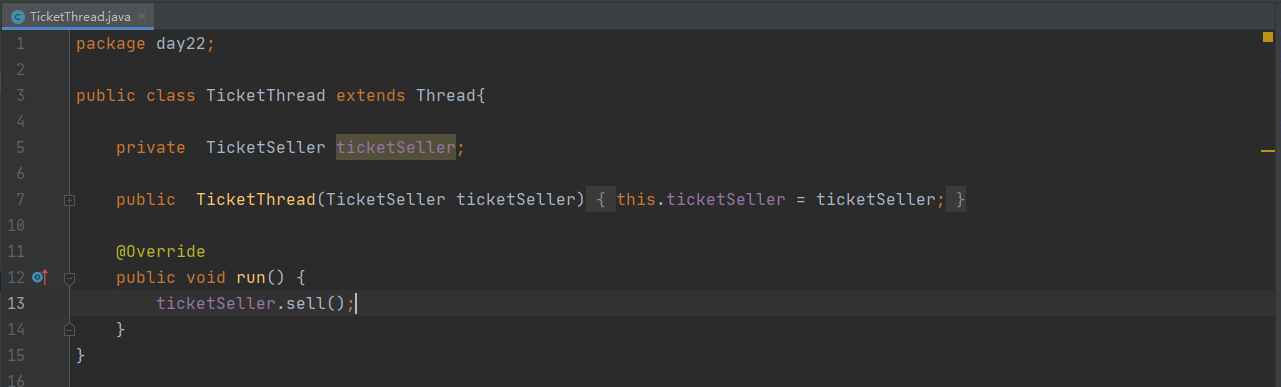 TicketThread.java
1 package day22;
2
3 public class TicketThread extends Thread{
4
5 private  TicketSeller ticketSeller;
6
7 public  TicketThread(TicketSeller ticketSeller) { this.ticketSeller = ticketSeller; }
10
11 @Override
12 public void run() {
13 ticketSeller.sell();
14 }
15 }
16